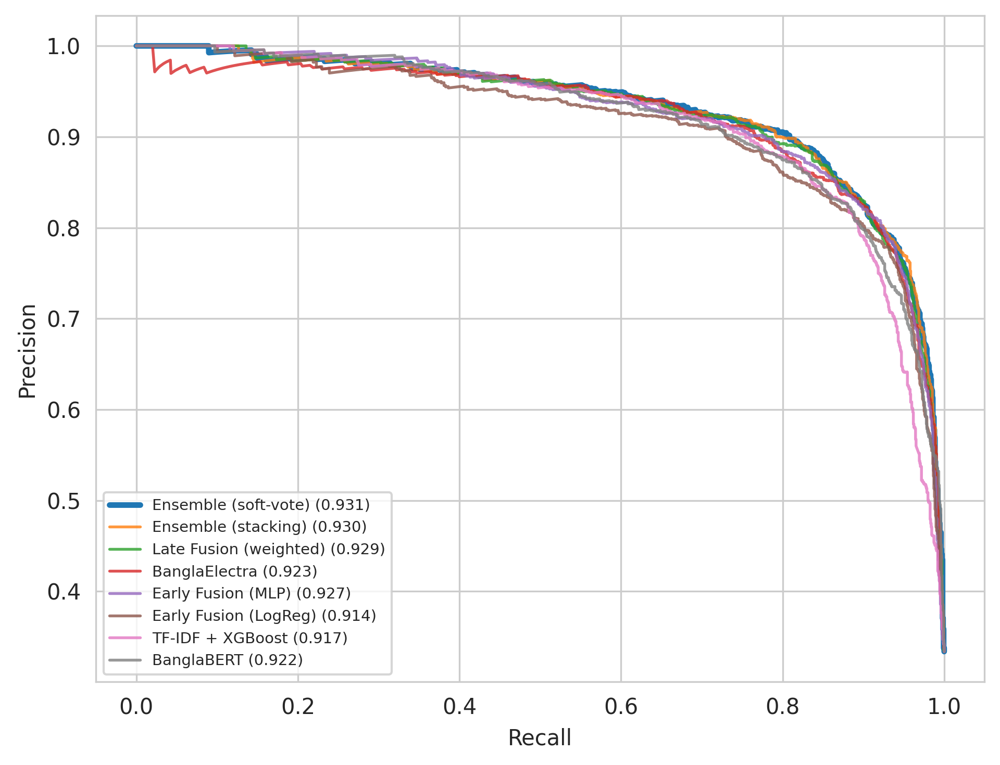 1.0
0.9
0.8
0.7
0.6
0.5
0.4
Precision
Ensemble (soft-vote) (0.931)
Ensemble (stacking) (0.930)
Late Fusion (weighted) (0.929)
BanglaElectra (0.923)
Early Fusion (MLP) (0.927)
Early Fusion (LogReg) (0.914)
TF-IDF + XGBoost (0.917)
BanglaBERT (0.922)
0.0 0.2 0.4 0.6 0.8 1.0
Recall